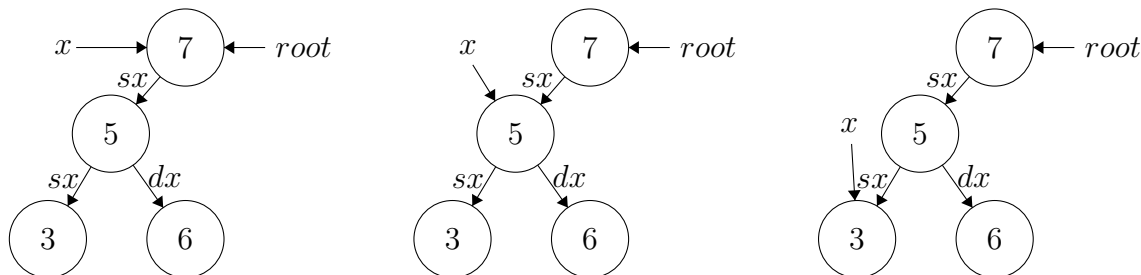 x 7 root x 7 root x 7 root
sx sx sx
5 5 x 5
sx dx sx dx sx dx
3 6 3 6 3 6